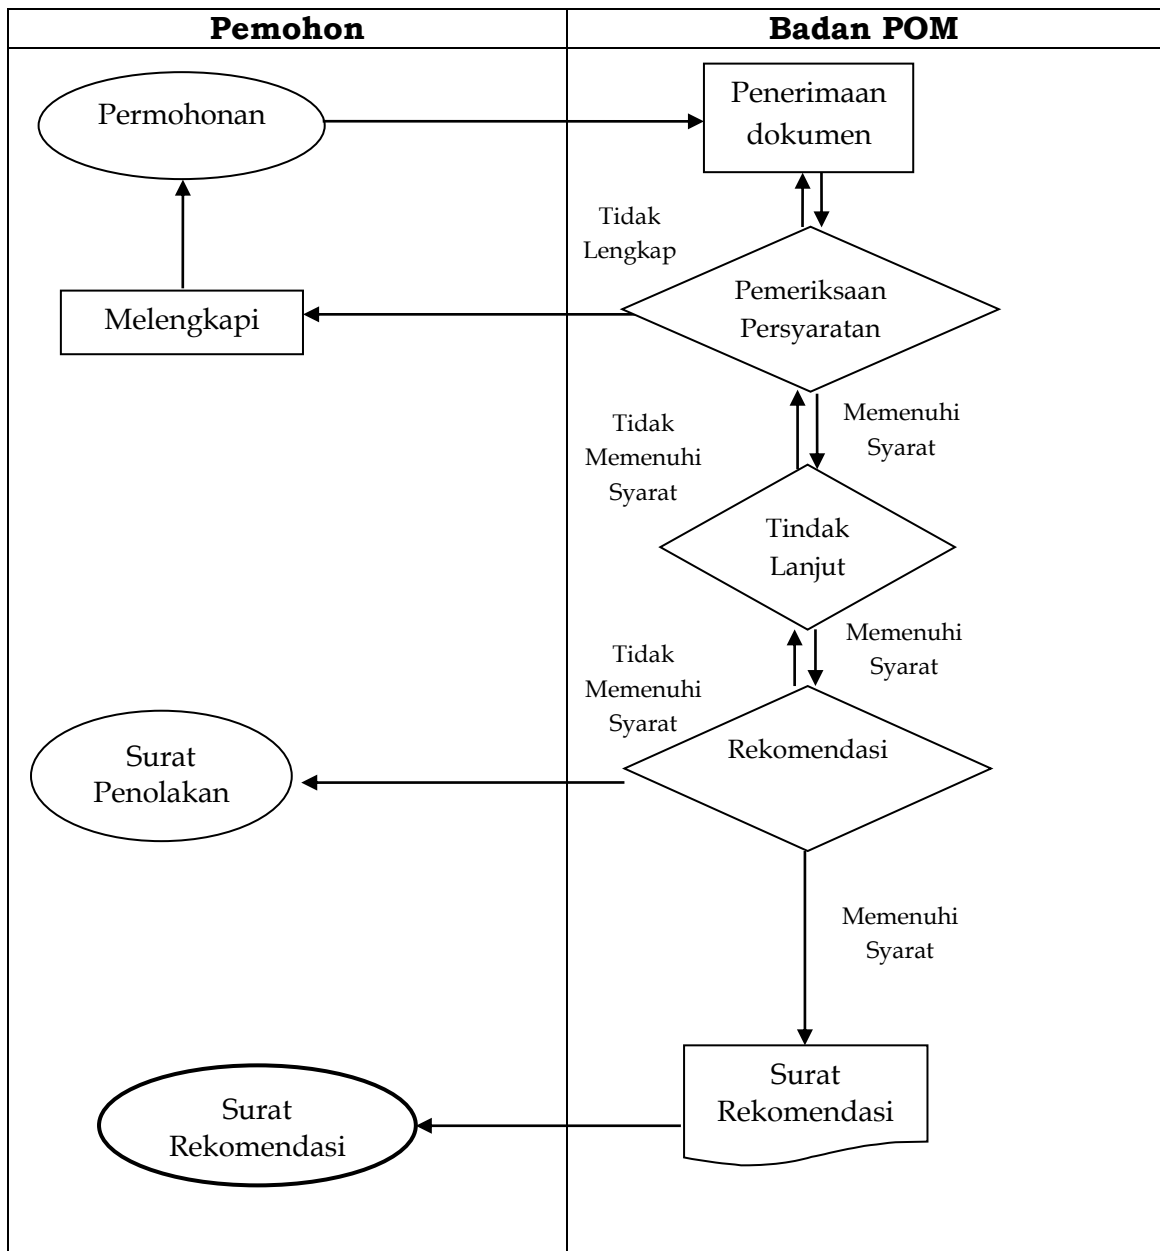 Pemohon
Badan POM
Permohonan
Penerimaan
dokumen
Tidak
Lengkap
Melengkapi
Pemeriksaan
Persyaratan
Tidak
Memenuhi
Syarat
Memenuhi
Syarat
Tindak
Lanjut
Tidak
Memenuhi
Syarat
Memenuhi
Syarat
Surat
Penolakan
Rekomendasi
Memenuhi
Syarat
Surat
Rekomendasi
Surat
Rekomendasi